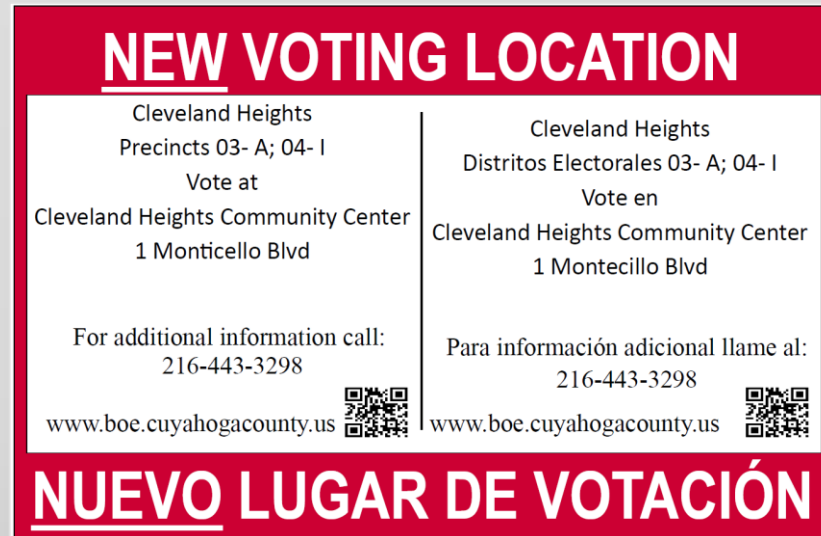 NEW VOTING LOCATION
Cleveland Heights
Precincts 03- A; 04- I
Vote at
Cleveland Heights Community Center
1 Monticello Blvd
For additional information call:
216-443-3298
www.boe.cuyahogacounty.us
Cleveland Heights
Distritos Electorales 03- A; 04- I
Vote en
Cleveland Heights Community Center
1 Montecillo Blvd
Para información adicional llame al:
216-443-3298
www.boe.cuyahogacounty.us
NUEVO LUGAR DE VOTACIÓN